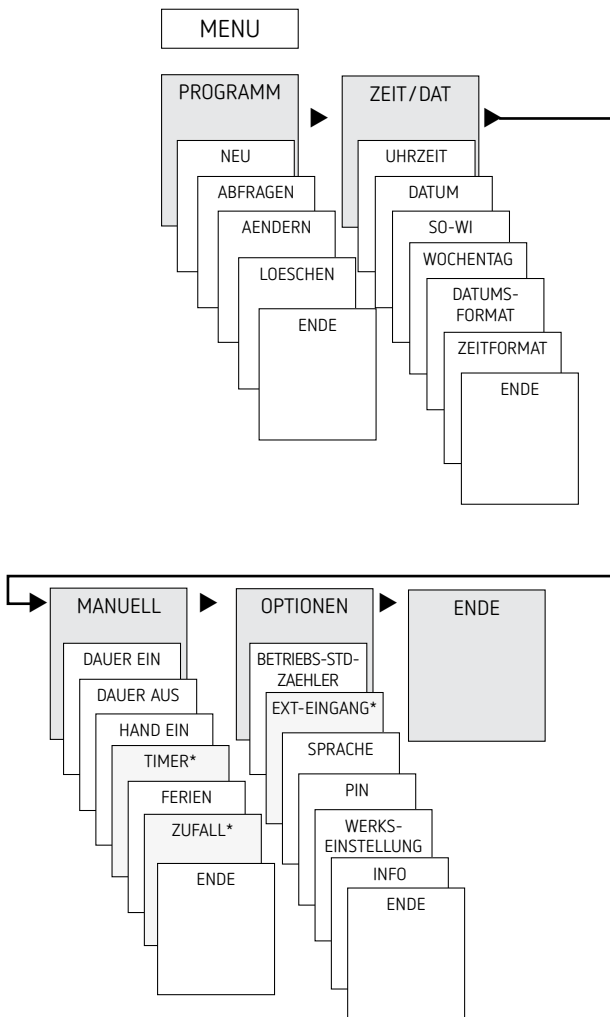 MENU
PROGRAMM
NEU
ABFRAGEN
AENDERN
LOESCHEN
ENDE
ZEIT/DAT
UHRZEIT
DATUM
SO-WI
WOCHENTAG
DATUMS-
FORMAT
ZEITFORMAT
ENDE
MANUELL
DAUER EIN
DAUER AUS
HAND EIN
TIMER*
FERIEN
ZUFALL*
ENDE
OPTIONEN
BETRIEBS-STD-
ZAEHLER
EXT-EINGANG*
SPRACHE
PIN
WERKS-
EINSTELLUNG
INFO
ENDE
ENDE